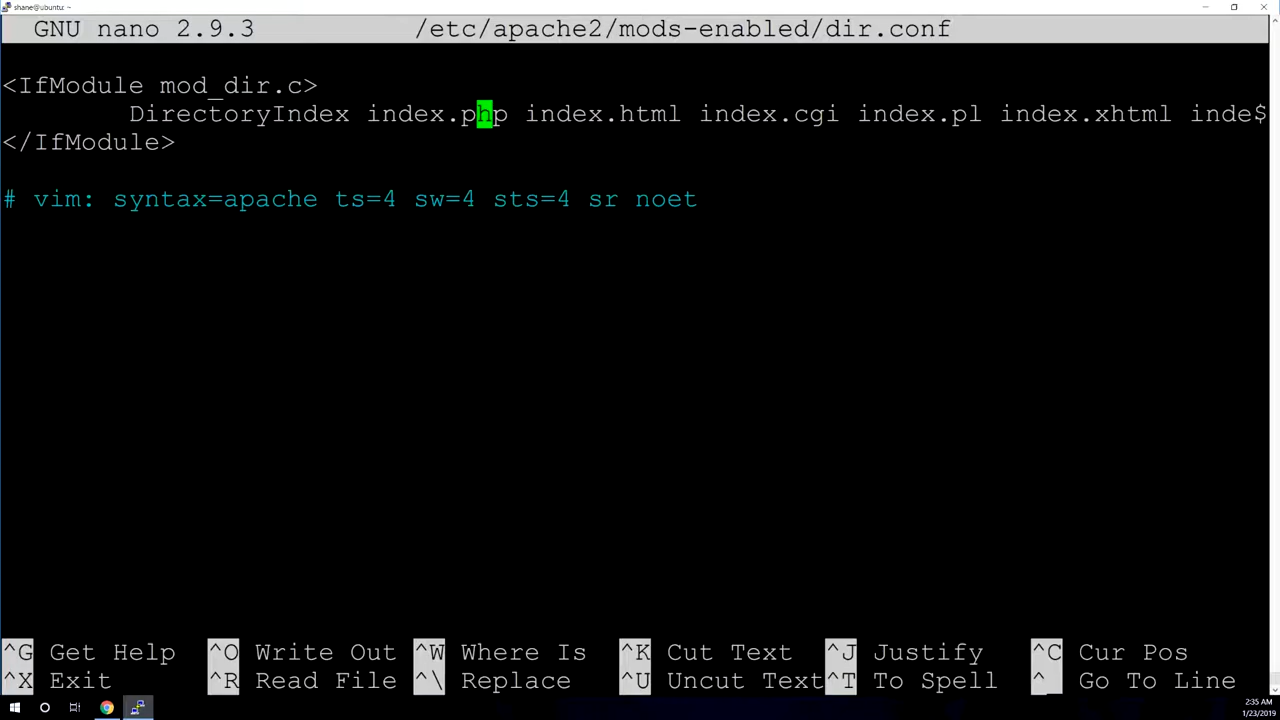 shane@ubuntu: ~
GNU nano 2.9.3 /etc/apache2/mods-enabled/dir.conf
<IfModule mod_dir.c>
DirectoryIndex index.php index.html index.cgi index.pl index.xhtml inde$
</IfModule>
# vim: syntax=apache ts=4 sw=4 sts=4 sr noet
^G Get Help ^O Write Out ^W Where Is ^K Cut Text ^J Justify ^C Cur Pos
^X Exit ^R Read File ^\ Replace ^U Uncut Text ^T To Spell ^ Go To Line
2:35 AM
1/23/2019